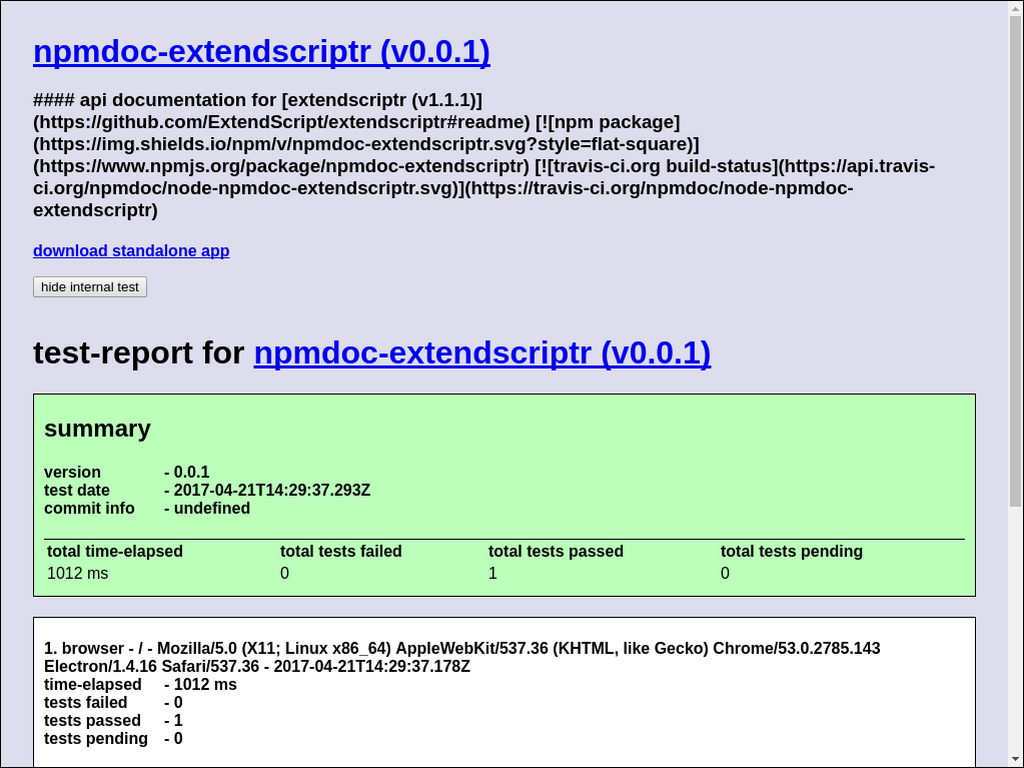 npmdoc-extendscriptr (v0.0.1)
#### api documentation for [extendscriptr (v1.1.1)]
(https://github.com/ExtendScript/extendscriptr#readme) [![npm package]
(https://img.shields.io/npm/v/npmdoc-extendscriptr.svg?style=flat-square)]
(https://www.npmjs.org/package/npmdoc-extendscriptr) [![travis-ci.org build-status](https://api.travis-
ci.org/npmdoc/node-npmdoc-extendscriptr.svg)](https://travis-ci.org/npmdoc/node-npmdoc-
extendscriptr)
download standalone app
hide internal test
test-report for npmdoc-extendscriptr (v0.0.1)
summary
version - 0.0.1
test date - 2017-04-21T14:29:37.293Z
commit info - undefined
total time-elapsed total tests failed total tests passed total tests pending
1012 ms 0 1 0
1. browser - / - Mozilla/5.0 (X11; Linux x86_64) AppleWebKit/537.36 (KHTML, like Gecko) Chrome/53.0.2785.143
Electron/1.4.16 Safari/537.36 - 2017-04-21T14:29:37.178Z
time-elapsed - 1012 ms
tests failed - 0
tests passed - 1
tests pending - 0